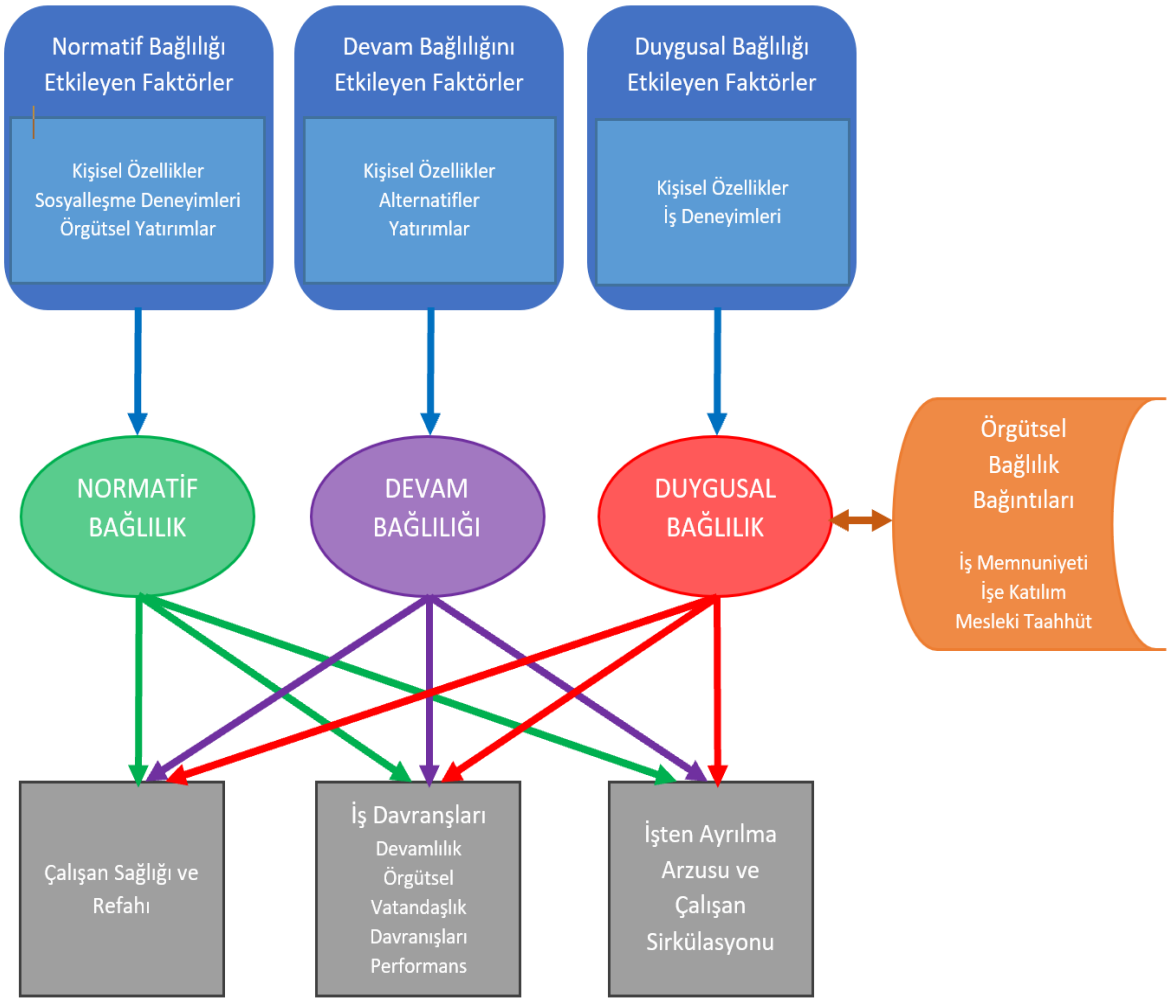 Normatif Bağlılığı
Etkileyen Faktörler
Kişisel Özellikler
Sosyalleşme Deneyimleri
Örgütsel Yatırımlar
Devam Bağlılığını
Etkileyen Faktörler
Kişisel Özellikler
Alternatifler
Yatırımlar
Duygusal Bağlılığı
Etkileyen Faktörler
Kişisel Özellikler
İş Deneyimleri
NORMATİF
BAĞLILIK
DEVAM
BAĞLILIĞI
DUYGUSAL
BAĞLILIK
Örgütsel
Bağlılık
Bağıntıları
İş Memnuniyeti
İşe Katılım
Mesleki Taahhüt
Çalışan Sağlığı ve
Refahı
İş Davranşları
Devamlılık
Örgütsel
Vatandaşlık
Davranışları
Performans
İşten Ayrılma
Arzusu ve
Çalışan
Sirkülasyonu